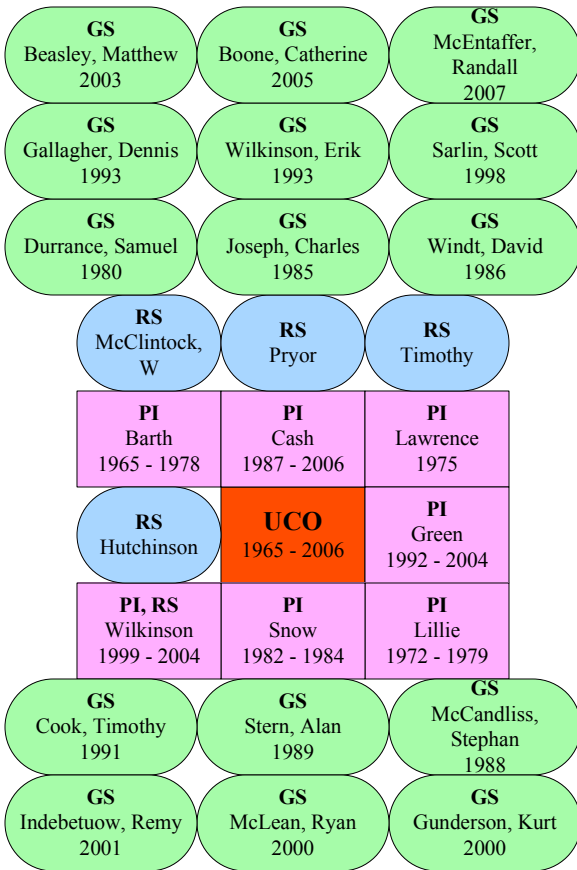 GS
Beasley, Matthew
2003
GS
Boone, Catherine
2005
GS
McEntaffer,
Randall
2007
GS
Gallagher, Dennis
1993
GS
Wilkinson, Erik
1993
GS
Sarlin, Scott
1998
GS
Durrance, Samuel
1980
GS
Joseph, Charles
1985
GS
Windt, David
1986
RS
McClintock,
W
RS
Pryor
RS
Timothy
PI
Barth
1965 - 1978
PI
Cash
1987 - 2006
PI
Lawrence
1975
RS
Hutchinson
UCO
1965 - 2006
PI
Green
1992 - 2004
PI, RS
Wilkinson
1999 - 2004
PI
Snow
1982 - 1984
PI
Lillie
1972 - 1979
GS
Cook, Timothy
1991
GS
Stern, Alan
1989
GS
McCandliss,
Stephan
1988
GS
Indebetuow, Remy
2001
GS
McLean, Ryan
2000
GS
Gunderson, Kurt
2000